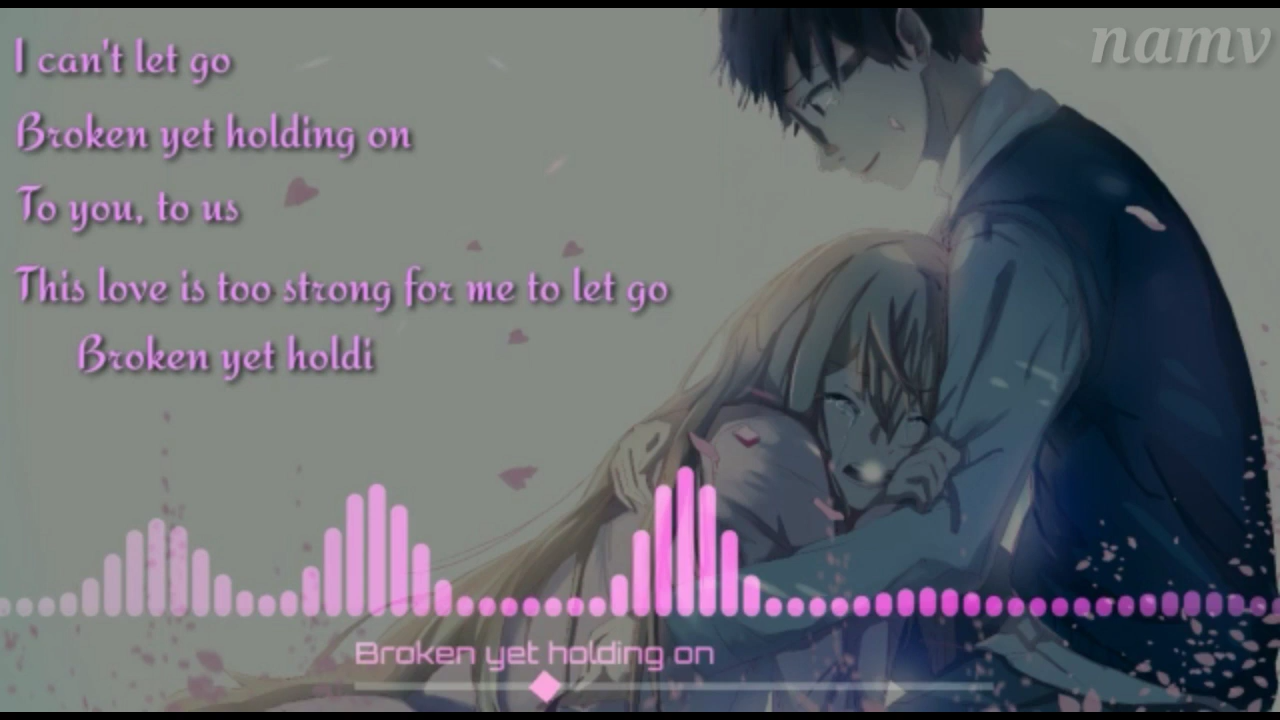 I can't let go
namv
Broken yet holding on
To you, to us
This love is too strong for me to let go
Broken yet holdi
Broken yet holding on